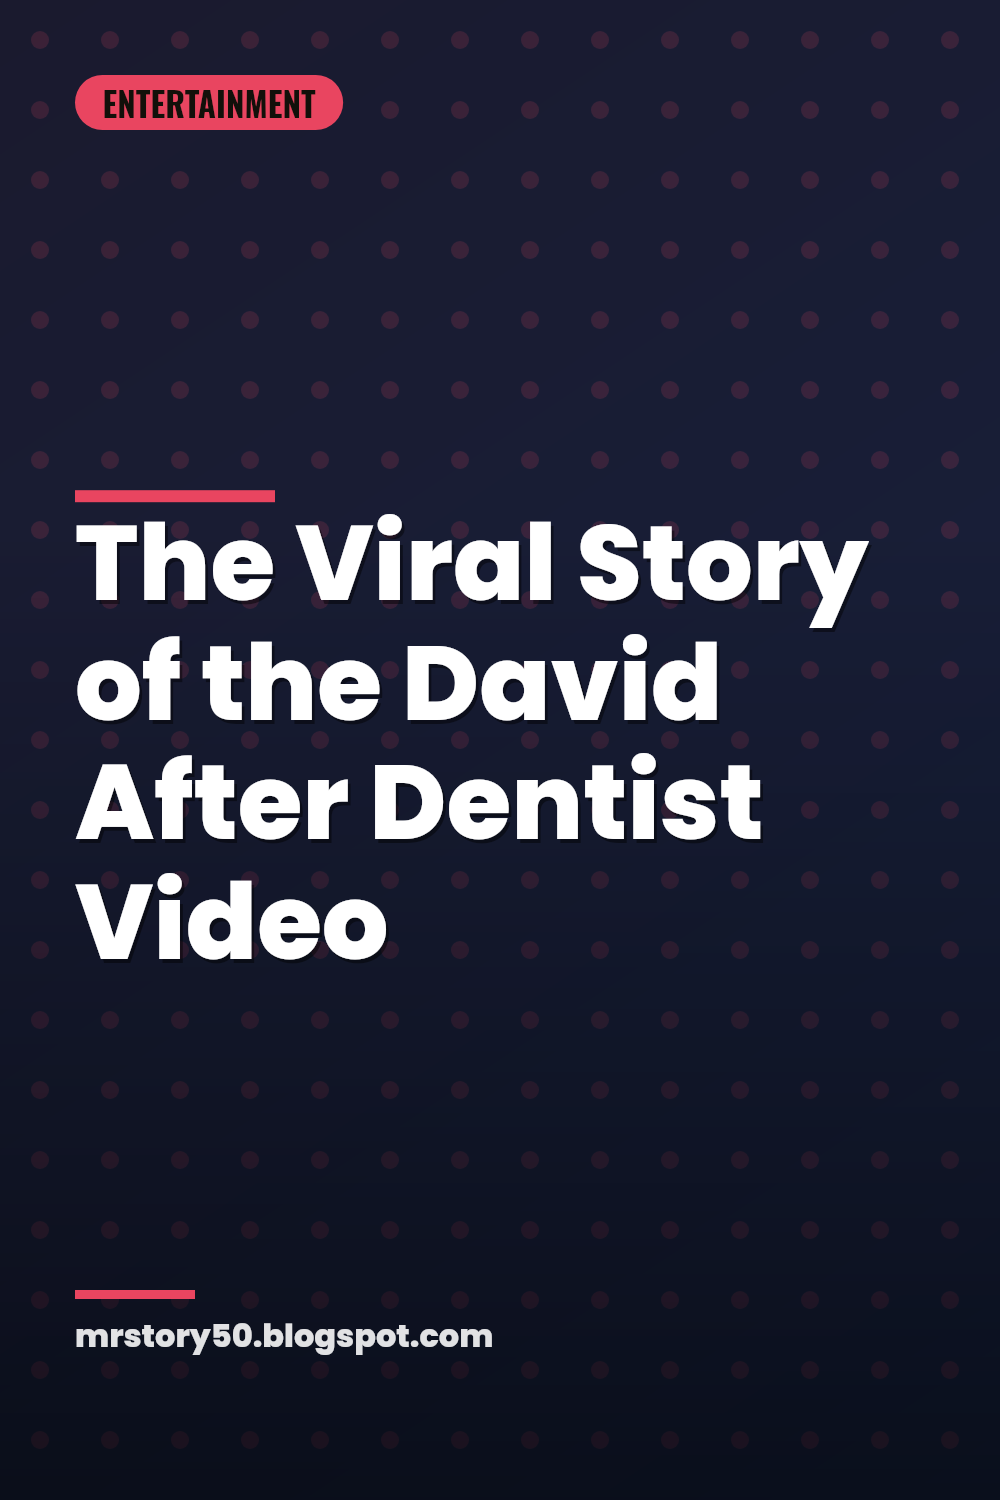 ENTERTAINMENT
The Viral Story
of the David
After Dentist
Video
mrstory50.blogspot.com